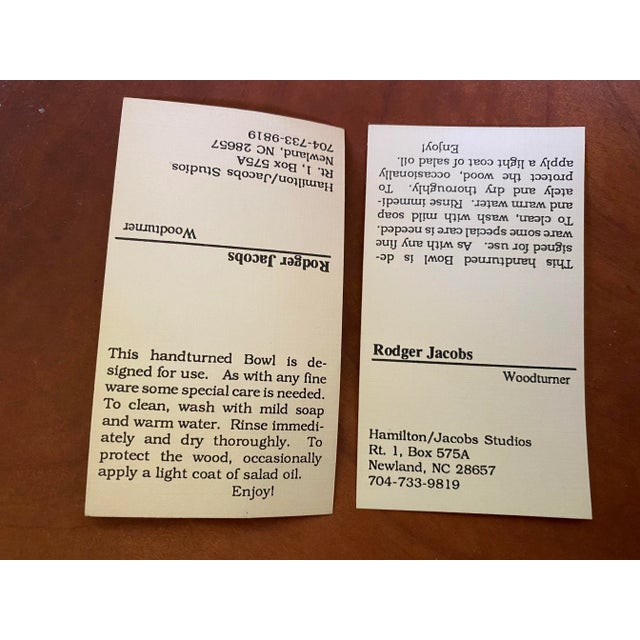 Hamilton/Jacobs Studios
Rt. 1, Box 575A
Newland, NC 28657
704-733-9819
Rodger Jacobs
Woodturner
This handturned Bowl is de-
signed for use. As with any fine
ware some special care is needed.
To clean, wash with mild soap
and warm water. Rinse immedi-
ately and dry thoroughly. To
protect the wood, occasionally
apply a light coat of salad oil.
Enjoy!
This handturned Bowl is de-
signed for use. As with any fine
ware some special care is needed.
To clean, wash with mild soap
and warm water. Rinse immedi-
ately and dry thoroughly. To
protect the wood, occasionally
apply a light coat of salad oil.
Enjoy!
Rodger Jacobs
Woodturner
Hamilton/Jacobs Studios
Rt. 1, Box 575A
Newland, NC 28657
704-733-9819